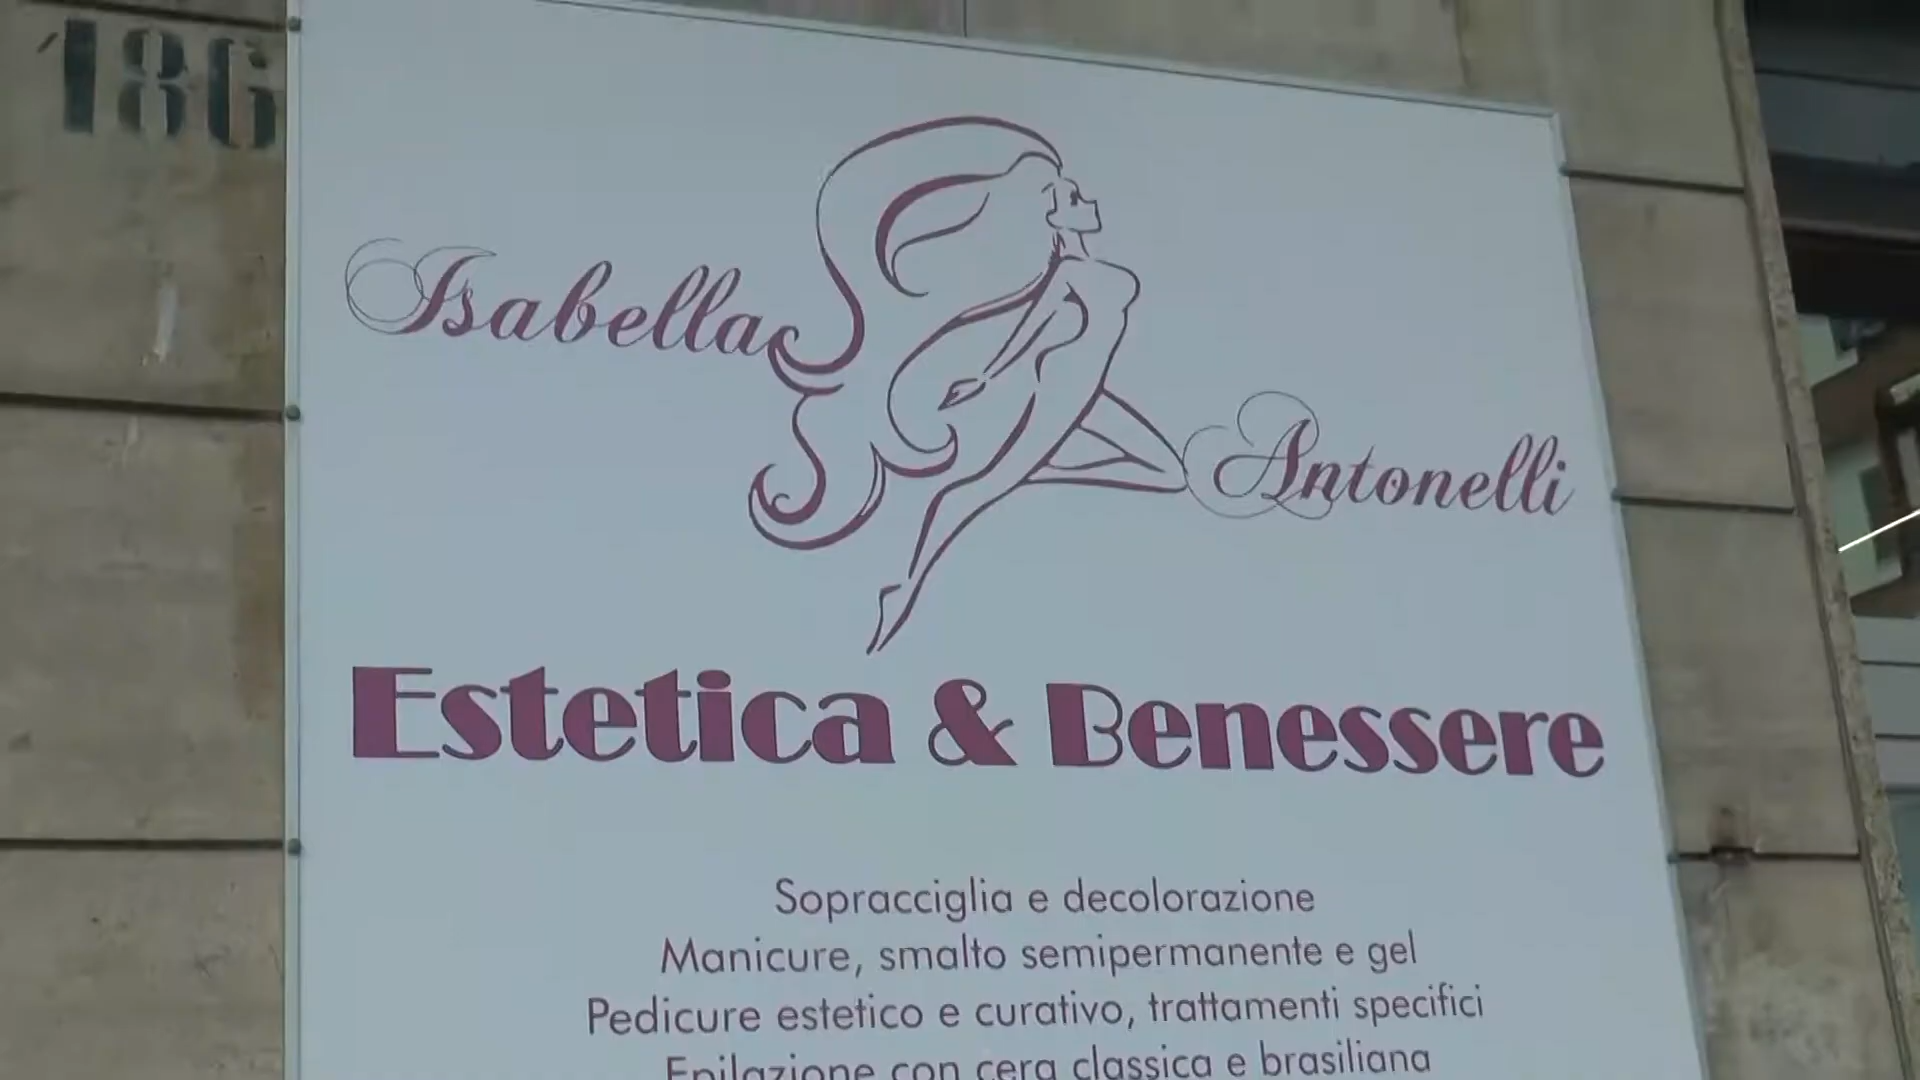 186
Isabella
Antonelli
Estetica & Benessere
Sopracciglia e decolorazione
Manicure, smalto semipermanente e gel
Pedicure estetico e curativo, trattamenti specifici
Epilazione con cera classica e brasiliana